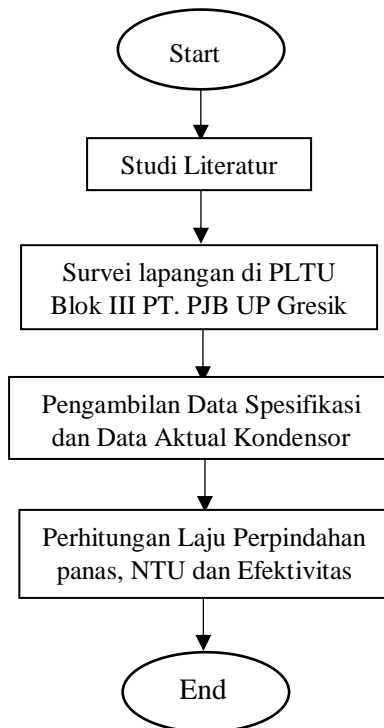 Start
Studi Literatur
Survei lapangan di PLTU
Blok III PT. PJB UP Gresik
Pengambilan Data Spesifikasi
dan Data Aktual Kondensor
Perhitungan Laju Perpindahan
panas, NTU dan Efektivitas
End